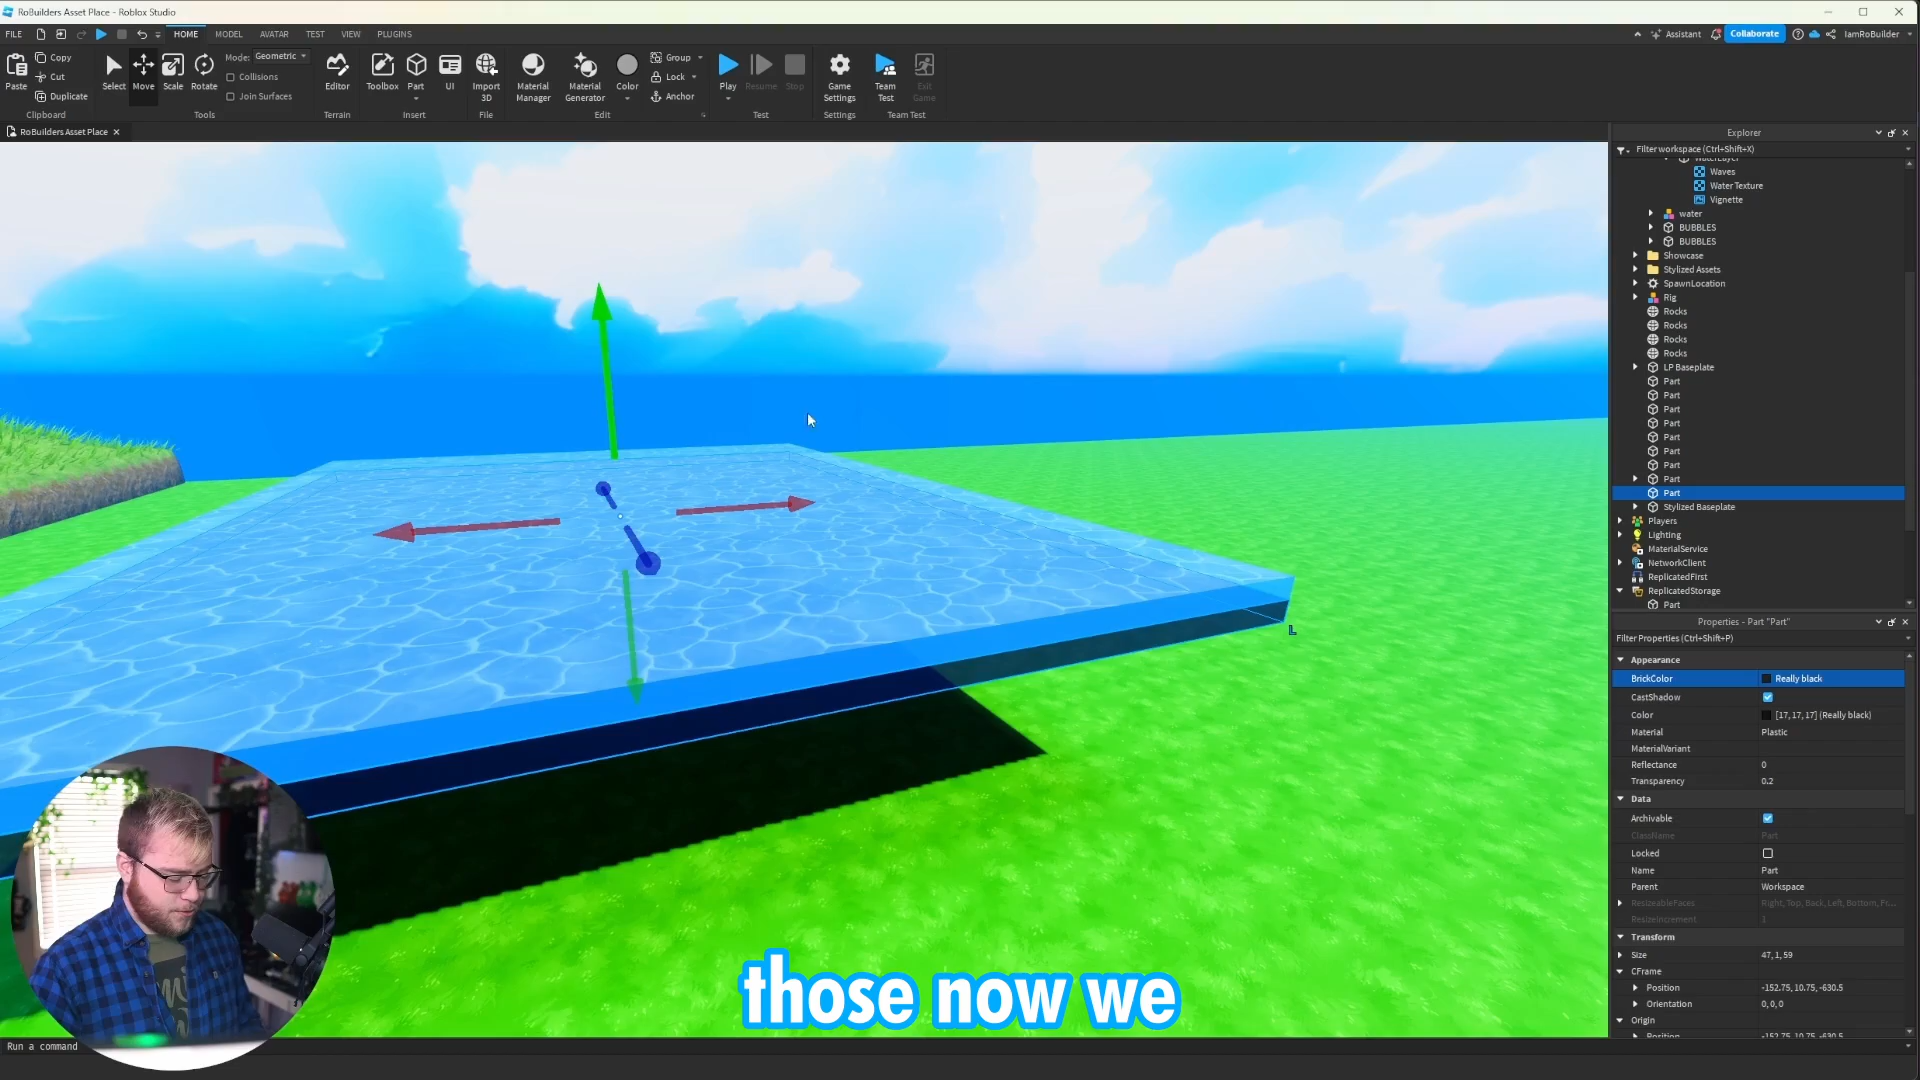 RoBuilders Asset Place - Roblox Studio
FILE HOME MODEL AVATAR TEST VIEW PLUGINS Assistant Collaborate IamRoBuilder
Paste Copy Cut Duplicate Clipboard
Select Move Scale Rotate Mode: Geometric Collisions Join Surfaces Tools
Editor Terrain
Toolbox Part UI Insert
Import 3D File
Material Manager Material Generator Color Group Lock Anchor Edit
Play Resume Stop Test
Game Settings Settings
Team Test Exit Game Team Test
RoBuilders Asset Place
Explorer
Filter workspace (Ctrl+Shift+X)
WaterLayer
Waves
Water Texture
Vignette
water
BUBBLES
BUBBLES
Showcase
Stylized Assets
SpawnLocation
Rig
Rocks
Rocks
Rocks
Rocks
LP Baseplate
Part
Part
Part
Part
Part
Part
Part
Part
Part
Stylized Baseplate
Players
Lighting
MaterialService
NetworkClient
ReplicatedFirst
ReplicatedStorage
Part
Properties - Part "Part"
Filter Properties (Ctrl+Shift+P)
Appearance
BrickColor Really black
CastShadow
Color [17, 17, 17] (Really black)
Material Plastic
MaterialVariant
Reflectance 0
Transparency 0.2
Data
Archivable
ClassName Part
Locked
Name Part
Parent Workspace
ResizeableFaces Right, Top, Back, Left, Bottom, Fr...
ResizeIncrement 1
Transform
Size 47, 1, 59
CFrame
Position -152.75, 10.75, -630.5
Orientation 0, 0, 0
Origin
Position -152.75, 10.75, -630.5
L
those now we
Run a command